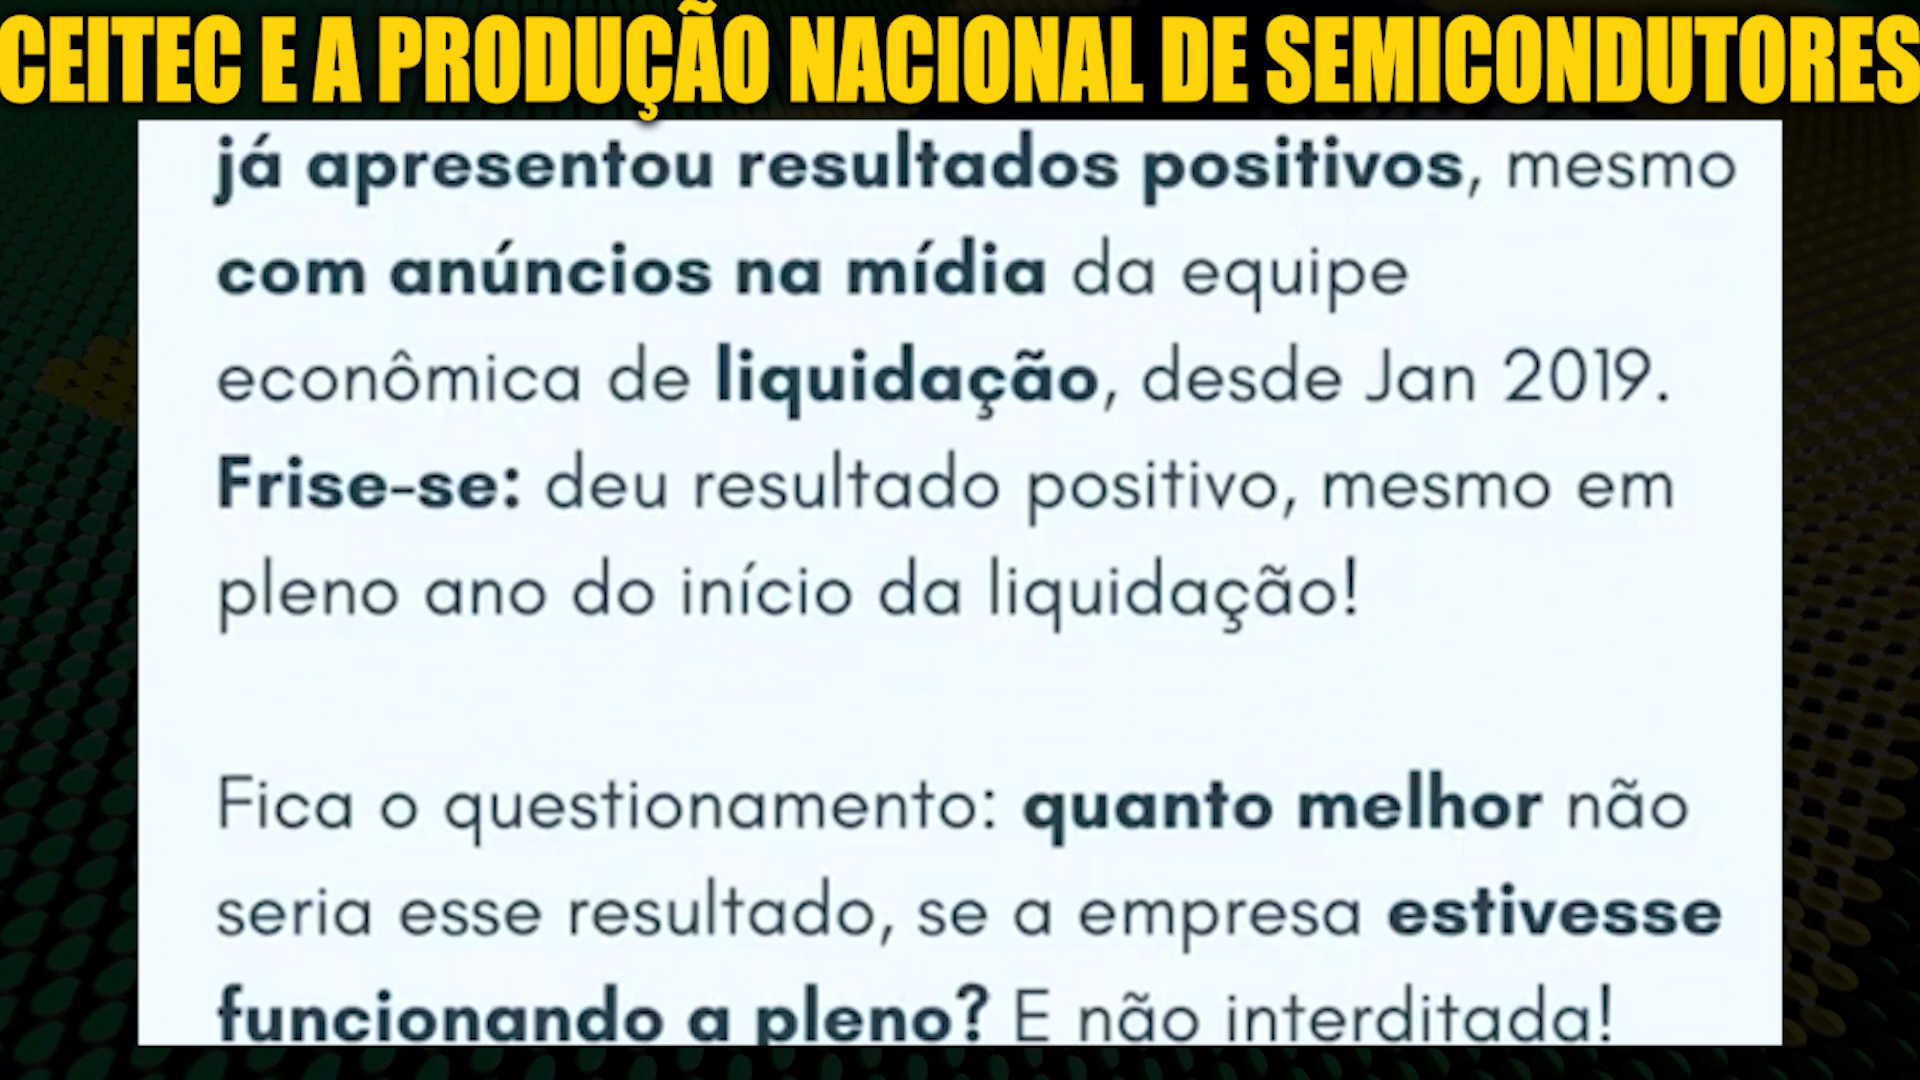 CEITEC E A PRODUÇÃO NACIONAL DE SEMICONDUTORES
já apresentou resultados positivos, mesmo
com anúncios na mídia da equipe
econômica de liquidação, desde Jan 2019.
Frise-se: deu resultado positivo, mesmo em
pleno ano do início da liquidação!
Fica o questionamento: quanto melhor não
seria esse resultado, se a empresa estivesse
funcionando a pleno? E não interditada!